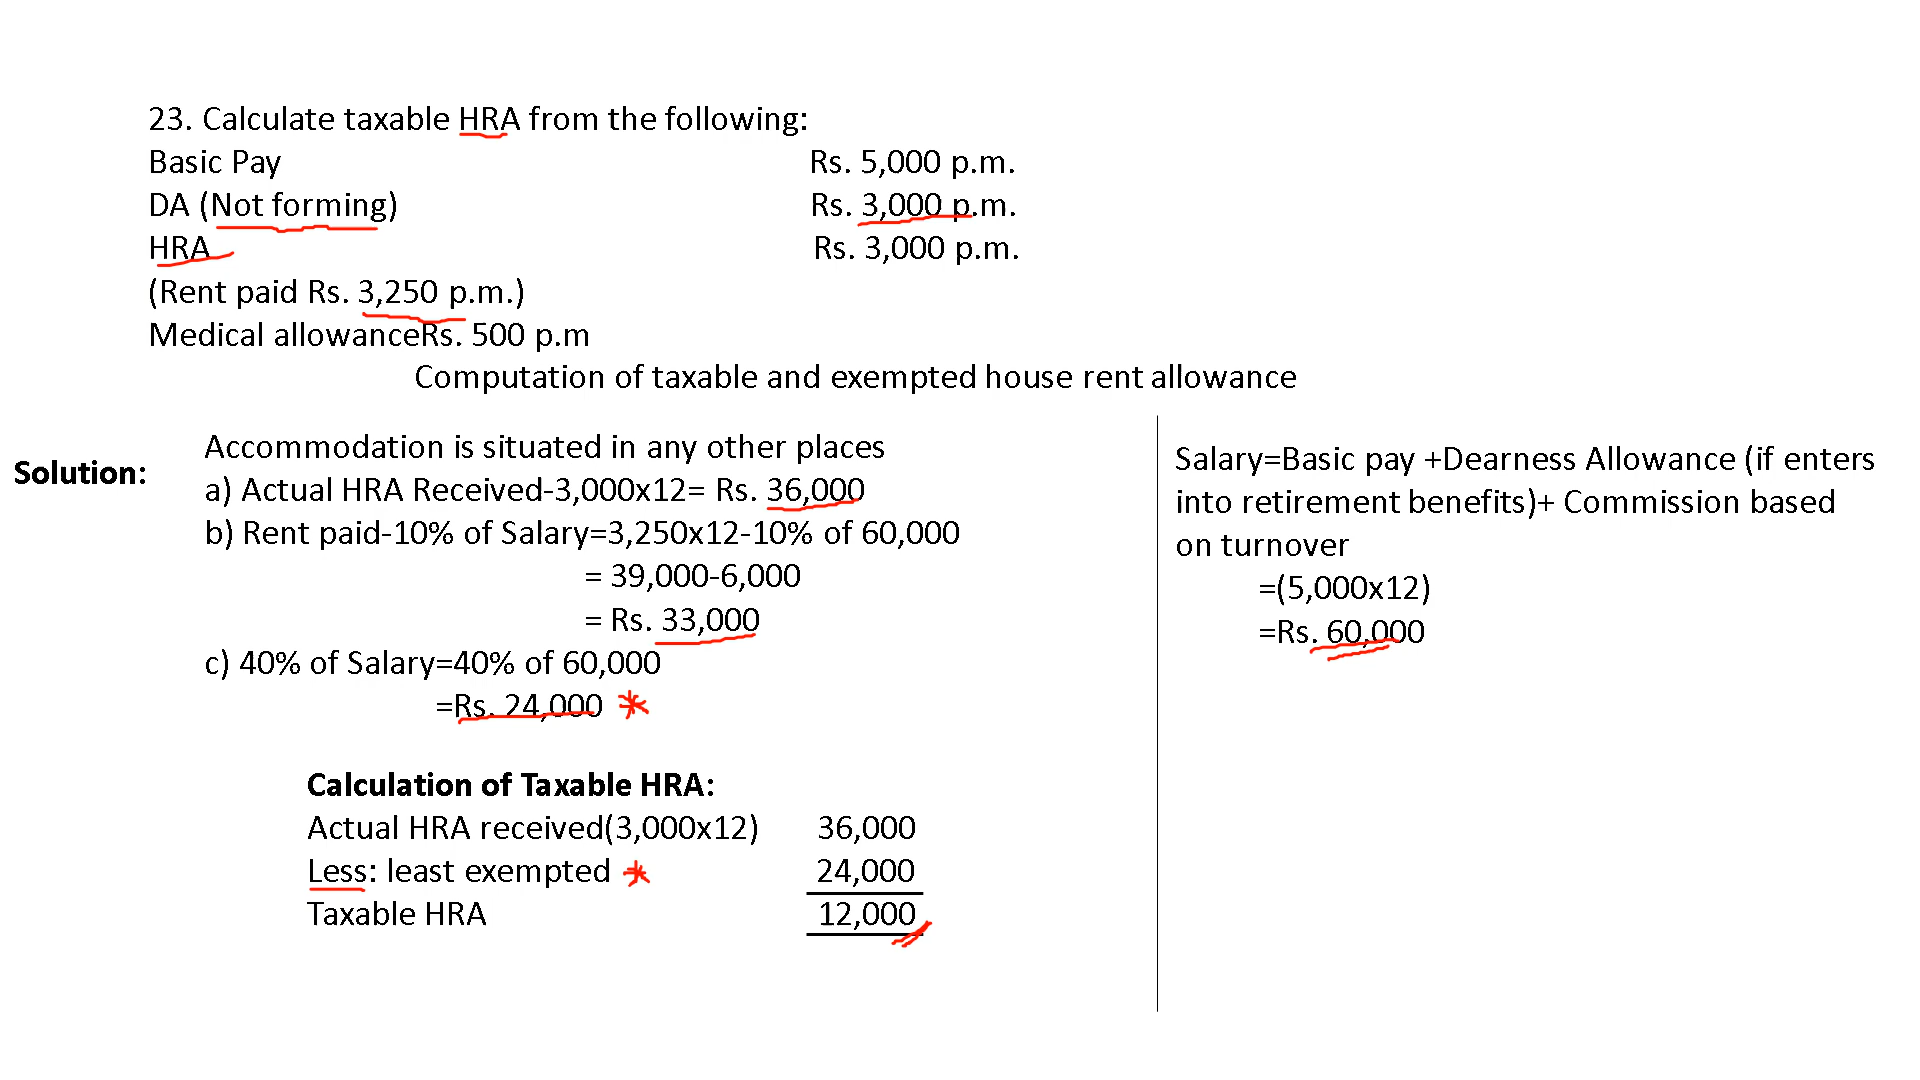 23. Calculate taxable HRA from the following:
Basic Pay Rs. 5,000 p.m.
DA (Not forming) Rs. 3,000 p.m.
HRA Rs. 3,000 p.m.
(Rent paid Rs. 3,250 p.m.)
Medical allowanceRs. 500 p.m
Computation of taxable and exempted house rent allowance
Solution:
Accommodation is situated in any other places
a) Actual HRA Received-3,000x12= Rs. 36,000
b) Rent paid-10% of Salary=3,250x12-10% of 60,000
= 39,000-6,000
= Rs. 33,000
c) 40% of Salary=40% of 60,000
=Rs. 24,000 *
Calculation of Taxable HRA:
Actual HRA received(3,000x12) 36,000
Less: least exempted * 24,000
Taxable HRA 12,000
Salary=Basic pay +Dearness Allowance (if enters
into retirement benefits)+ Commission based
on turnover
=(5,000x12)
=Rs. 60,000